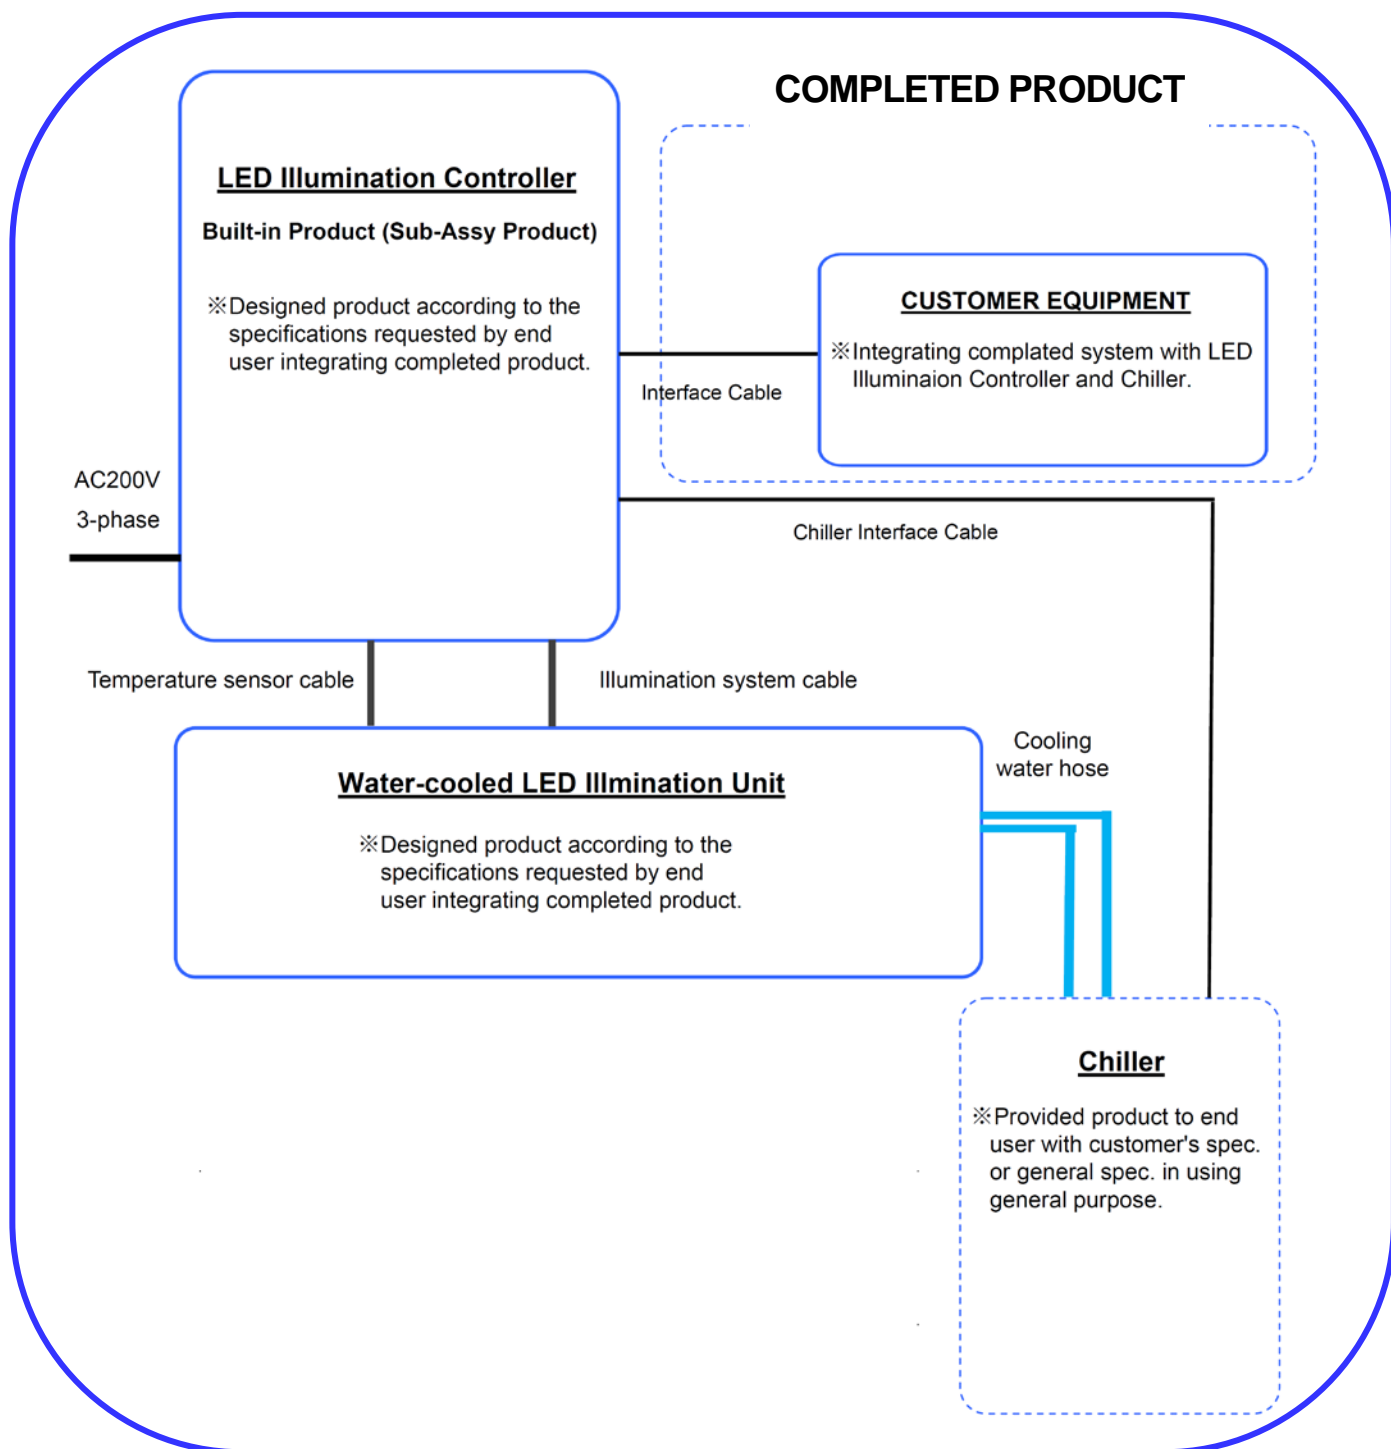 COMPLETED PRODUCT
LED Illumination Controller
Built-in Product (Sub-Assy Product)
※Designed product according to the
specifications requested by end
user integrating completed product.
CUSTOMER EQUIPMENT
※Integrating complated system with LED
Illuminaion Controller and Chiller.
Interface Cable
AC200V
3-phase
Chiller Interface Cable
Temperature sensor cable
Illumination system cable
Water-cooled LED Illmination Unit
※Designed product according to the
specifications requested by end
user integrating completed product.
Cooling
water hose
Chiller
※Provided product to end
user with customer's spec.
or general spec. in using
general purpose.